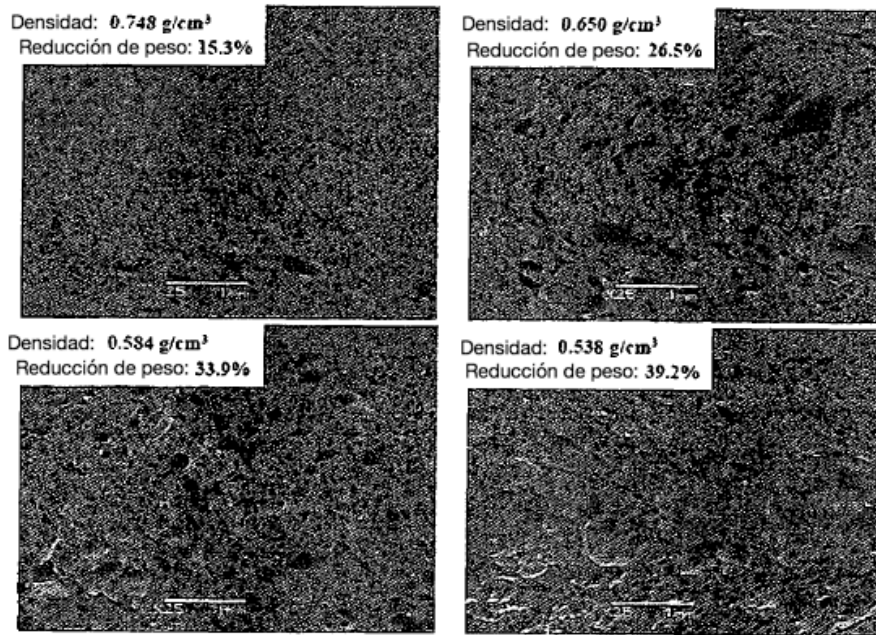 Densidad: 0.748 g/cm³
Reducción de peso: 15.3%
Densidad: 0.650 g/cm³
Reducción de peso: 26.5%
Densidad: 0.584 g/cm³
Reducción de peso: 33.9%
Densidad: 0.538 g/cm³
Reducción de peso: 39.2%